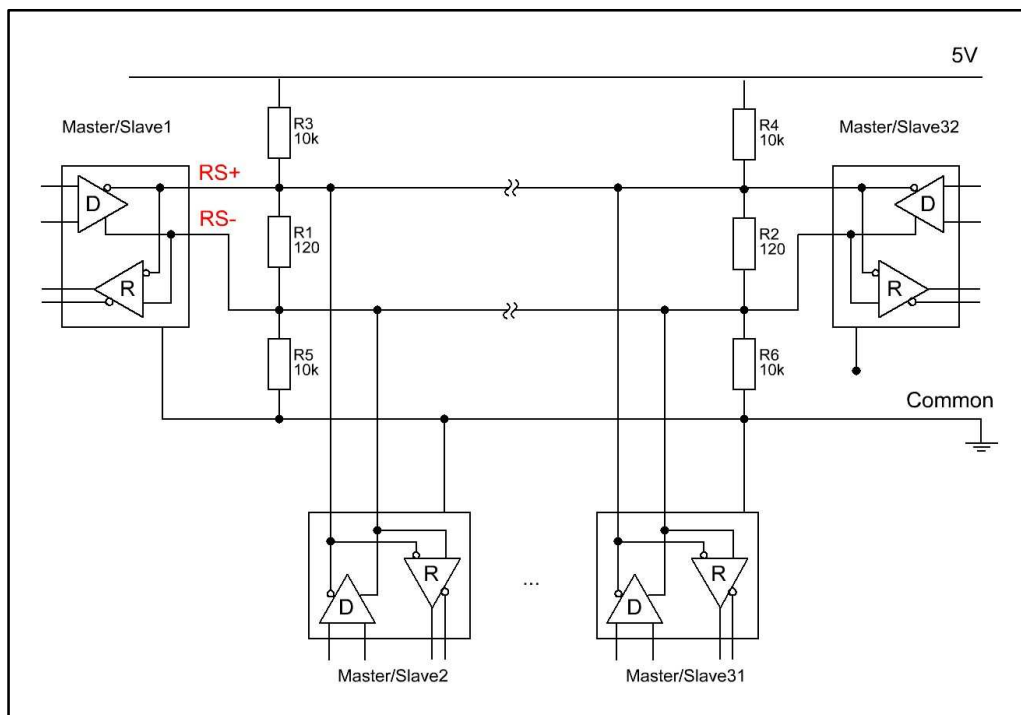 5V
Master/Slave1
R3
10k
R4
10k
Master/Slave32
RS+
D
D
RS-
R1
120
R2
120
R
R
R5
10k
R6
10k
Common
R
R
D
...
D
Master/Slave2
Master/Slave31